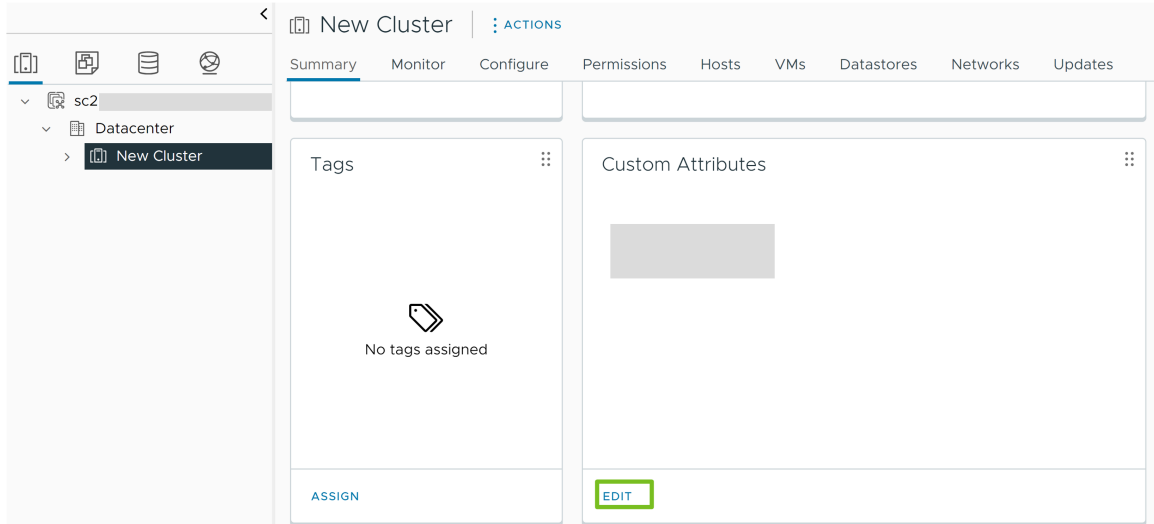 New Cluster
ACTIONS
Summary Monitor Configure Permissions Hosts VMs Datastores Networks Updates
sc2
Datacenter
New Cluster
Tags
Custom Attributes
No tags assigned
ASSIGN
EDIT